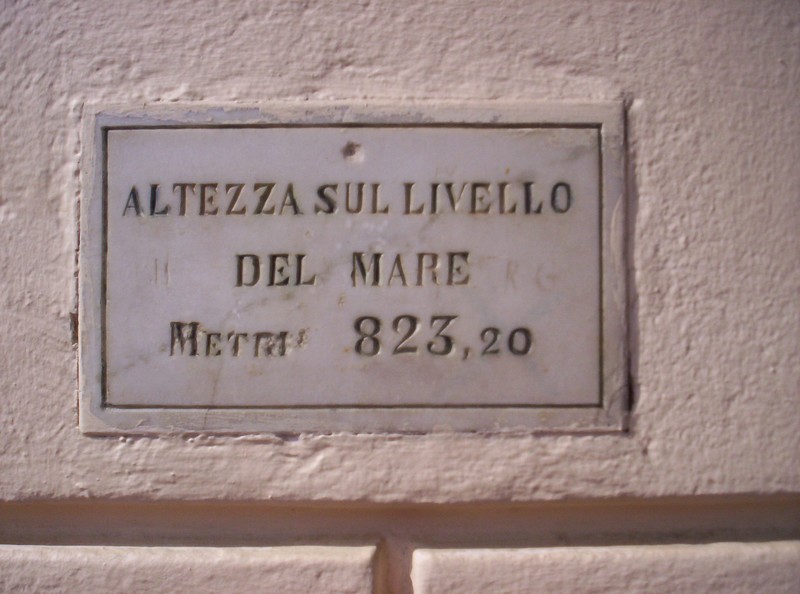 ALTEZZA SUL LIVELLO
DEL MARE
METRI 823,20